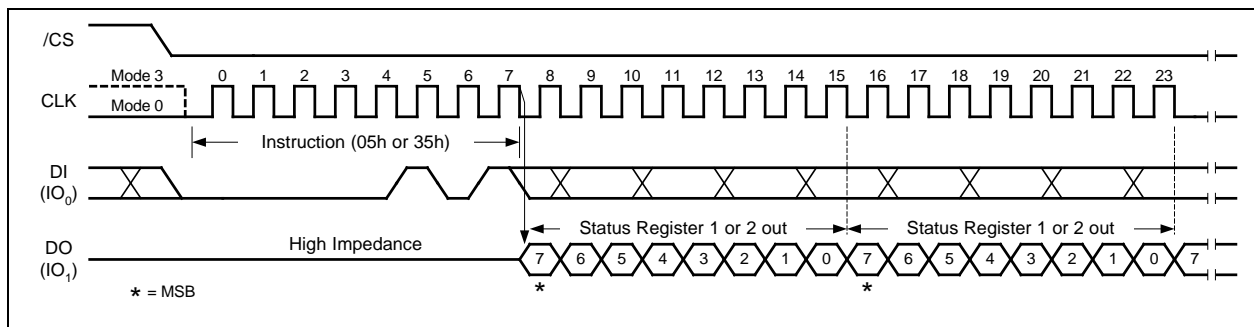 /CS
Mode 3
0 1 2 3 4 5 6 7 8 9 10 11 12 13 14 15 16 17 18 19 20 21 22 23
CLK
Mode 0
Instruction (05h or 35h)
DI
(IO0)
Status Register 1 or 2 out Status Register 1 or 2 out
High Impedance
DO
(IO1)
7 6 5 4 3 2 1 0 7 6 5 4 3 2 1 0 7
* *
* = MSB